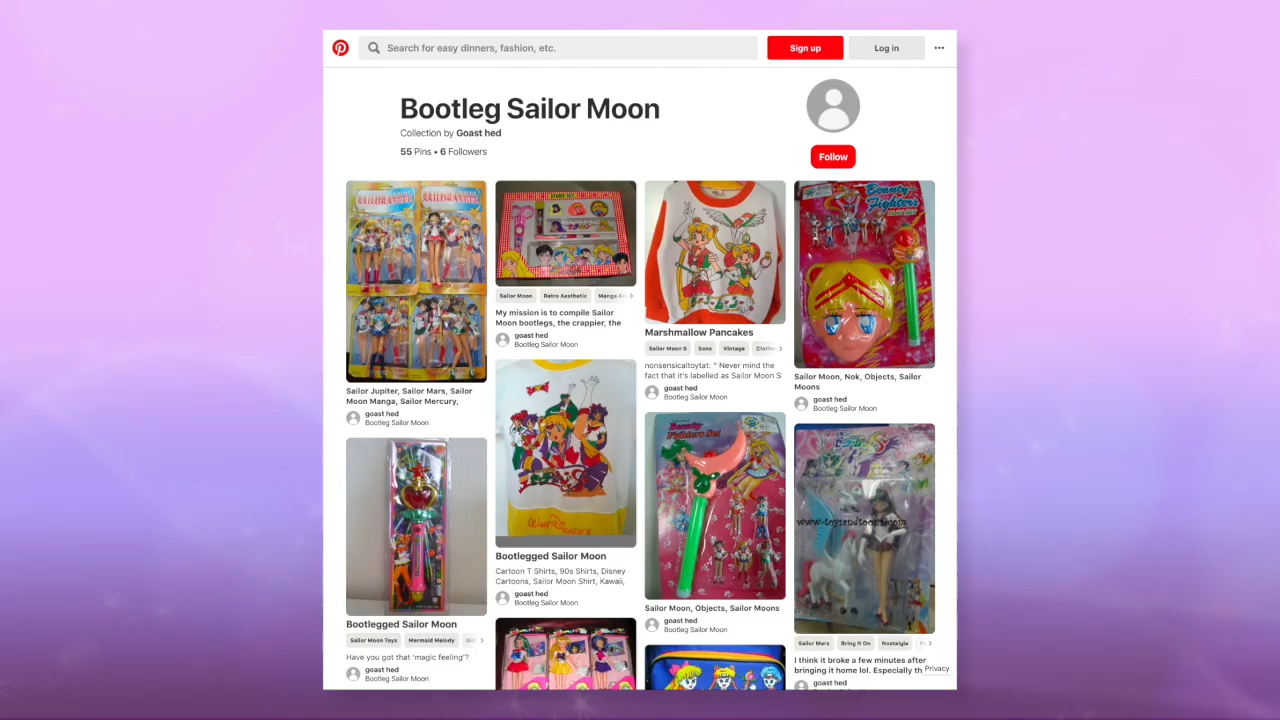 Search for easy dinners, fashion, etc.
Sign up
Log in
Bootleg Sailor Moon
Collection by Goast hed
55 Pins • 6 Followers
Follow
SAILORANGEL
Sailor Jupiter, Sailor Mars, Sailor
Moon Manga, Sailor Mercury,
goast hed
Bootleg Sailor Moon
Bootlegged Sailor Moon
Sailor Moon Toys
Mermaid Melody
Have you got that 'magic feeling'?
goast hed
Bootleg Sailor Moon
Sailor Moon
Retro Aesthetic
My mission is to compile Sailor
Moon bootlegs, the crappier, the
goast hed
Bootleg Sailor Moon
Bootlegged Sailor Moon
Cartoon T Shirts, 90s Shirts, Disney
Cartoons, Sailor Moon Shirt, Kawaii,
goast hed
Bootleg Sailor Moon
Marshmallow Pancakes
Sailor Moon S
Sons
Vintage
nonsensicaltoytat: " Never mind the
fact that it's labelled as Sailor Moon S
goast hed
Bootleg Sailor Moon
Beauty
Fighters Set
Sailor Moon, Objects, Sailor Moons
goast hed
Bootleg Sailor Moon
Beauty-
Fighters
Sailor Moon, Nok, Objects, Sailor
Moons
goast hed
Bootleg Sailor Moon
www.toysandtoons.com
Sailor Mars
Bring It On
Nostalgia
I think it broke a few minutes after
bringing it home lol. Especially th
Privacy
goast hed